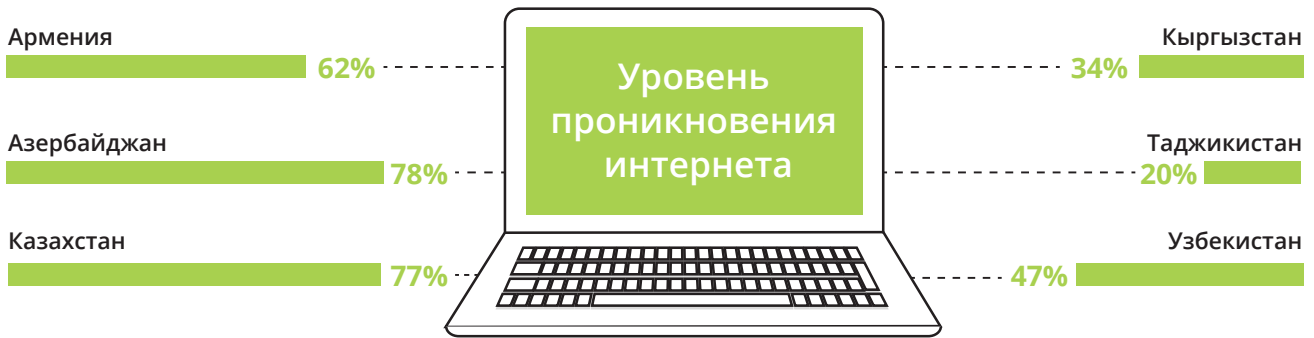 Армения
62%
Азербайджан
78%
Казахстан
77%
Уровень
проникновения
интернета
Кыргызстан
34%
Таджикистан
20%
Узбекистан
47%